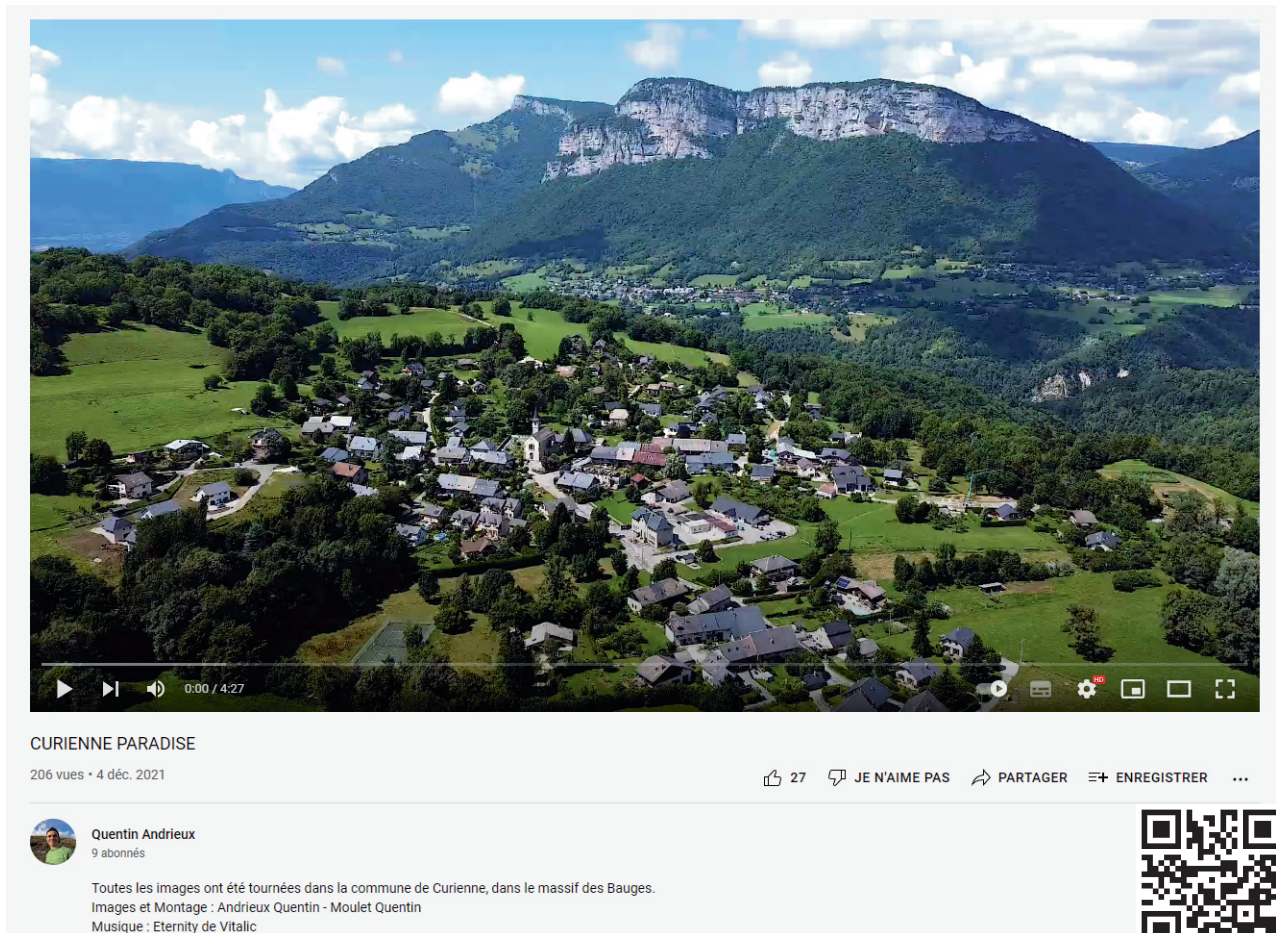 0:00 / 4:27
HD
CURIENNE PARADISE
206 vues • 4 déc. 2021
27 JE N'AIME PAS PARTAGER ENREGISTRER ...
Quentin Andrieux
9 abonnés
Toutes les images ont été tournées dans la commune de Curienne, dans le massif des Bauges.
Images et Montage : Andrieux Quentin - Moulet Quentin
Musique : Eternity de Vitalic